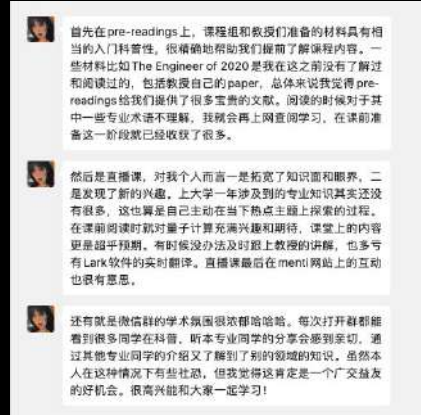 首先在pre-readings上，课程组和教授们准备的材料具有相
当的入门科普性，很精确地帮助我们提前了解课程内容。一
些材料比如The Engineer of 2020是我在这之前没有了解过
和阅读过的，包括教授自己的paper，总体来说我觉得pre-
readings给我们提供了很多宝贵的文献。阅读的时候对于其
中一些专业术语不理解，我就会再上网查阅学习，在课前准
备这一阶段就已经收获了很多。
然后是直播课，对我个人而言一是拓宽了知识面和眼界，二
是发现了新的兴趣。上大学一年涉及到的专业知识其实还没
有很多，这也算是自己主动在当下热点主题上探索的过程。
在课前阅读时就对量子计算充满兴趣和期待，课堂上的内容
更是超乎预期。有时候没办法及时跟上教授的讲解，也多亏
有Lark软件的实时翻译。直播课最后在menti网站上的互动
也很有意思。
还有就是微信群的学术氛围很浓郁哈哈哈。每次打开群都能
看到很多同学在科普，听本专业同学的分享会感到亲切，通
过其他专业同学的介绍又了解到了别的领域的知识。虽然本
人在这种情况下有些社恐，但我觉得这肯定是一个广交益友
的好机会。很高兴能和大家一起学习！